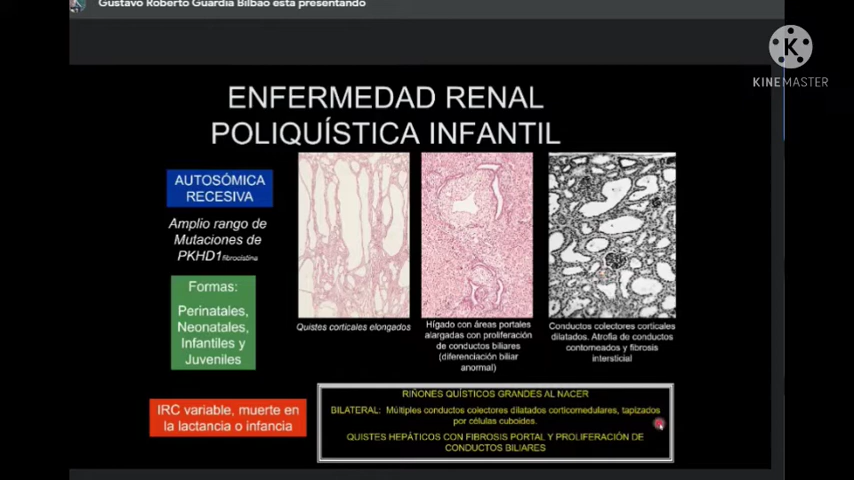 Gustavo Roberto Guardia Bilbao está presentando
K
KINEMASTER
ENFERMEDAD RENAL
POLIQUÍSTICA INFANTIL
AUTOSÓMICA
RECESIVA
Amplio rango de
Mutaciones de
PKHD1 fibrocistina
Formas:
Perinatales,
Neonatales,
Infantiles y
Juveniles
Quistes corticales elongados
Hígado con áreas portales
alargadas con proliferación
de conductos biliares
(diferenciación biliar
anormal)
Conductos colectores corticales
dilatados. Atrofia de conductos
contorneados y fibrosis
intersticial
IRC variable, muerte en
la lactancia o infancia
RIÑONES QUÍSTICOS GRANDES AL NACER
BILATERAL: Múltiples conductos colectores dilatados corticomedulares, tapizados
por células cuboides.
QUISTES HEPÁTICOS CON FIBROSIS PORTAL Y PROLIFERACIÓN DE
CONDUCTOS BILIARES